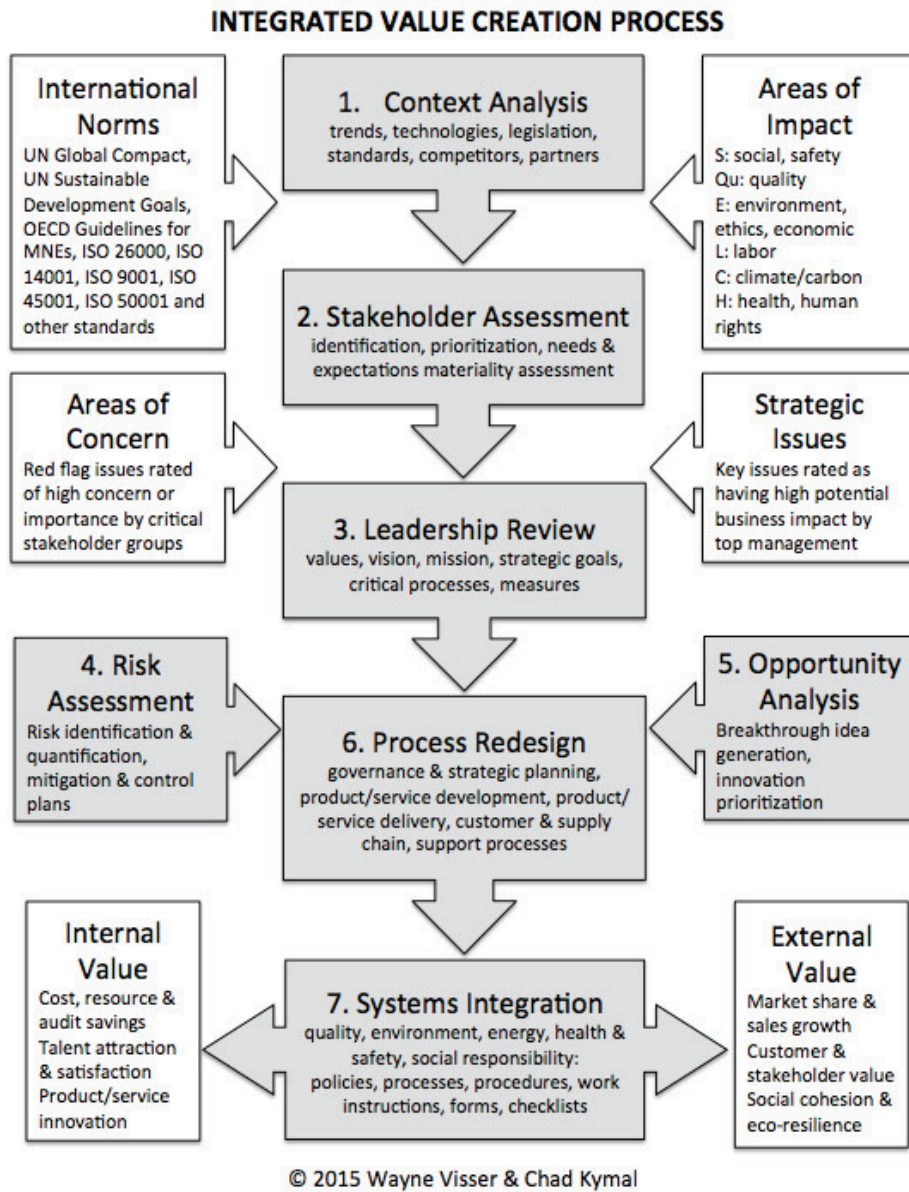 INTEGRATED VALUE CREATION PROCESS
International
Norms
UN Global Compact,
UN Sustainable
Development Goals,
OECD Guidelines for
MNEs, ISO 26000, ISO
14001, ISO 9001, ISO
45001, ISO 50001 and
other standards
1. Context Analysis
trends, technologies, legislation,
standards, competitors, partners
Areas of
Impact
S: social, safety
Qu: quality
E: environment,
ethics, economic
L: labor
C: climate/carbon
H: health, human
rights
2. Stakeholder Assessment
identification, prioritization, needs &
expectations materiality assessment
Areas of
Concern
Red flag issues rated
of high concern or
importance by critical
stakeholder groups
Strategic
Issues
Key issues rated as
having high potential
business impact by
top management
3. Leadership Review
values, vision, mission, strategic goals,
critical processes, measures
4. Risk
Assessment
Risk identification &
quantification,
mitigation & control
plans
5. Opportunity
Analysis
Breakthrough idea
generation,
innovation
prioritization
6. Process Redesign
governance & strategic planning,
product/service development, product/
service delivery, customer & supply
chain, support processes
Internal
Value
Cost, resource &
audit savings
Talent attraction
& satisfaction
Product/service
innovation
7. Systems Integration
quality, environment, energy, health &
safety, social responsibility:
policies, processes, procedures, work
instructions, forms, checklists
External
Value
Market share &
sales growth
Customer &
stakeholder value
Social cohesion &
eco-resilience
© 2015 Wayne Visser & Chad Kymal